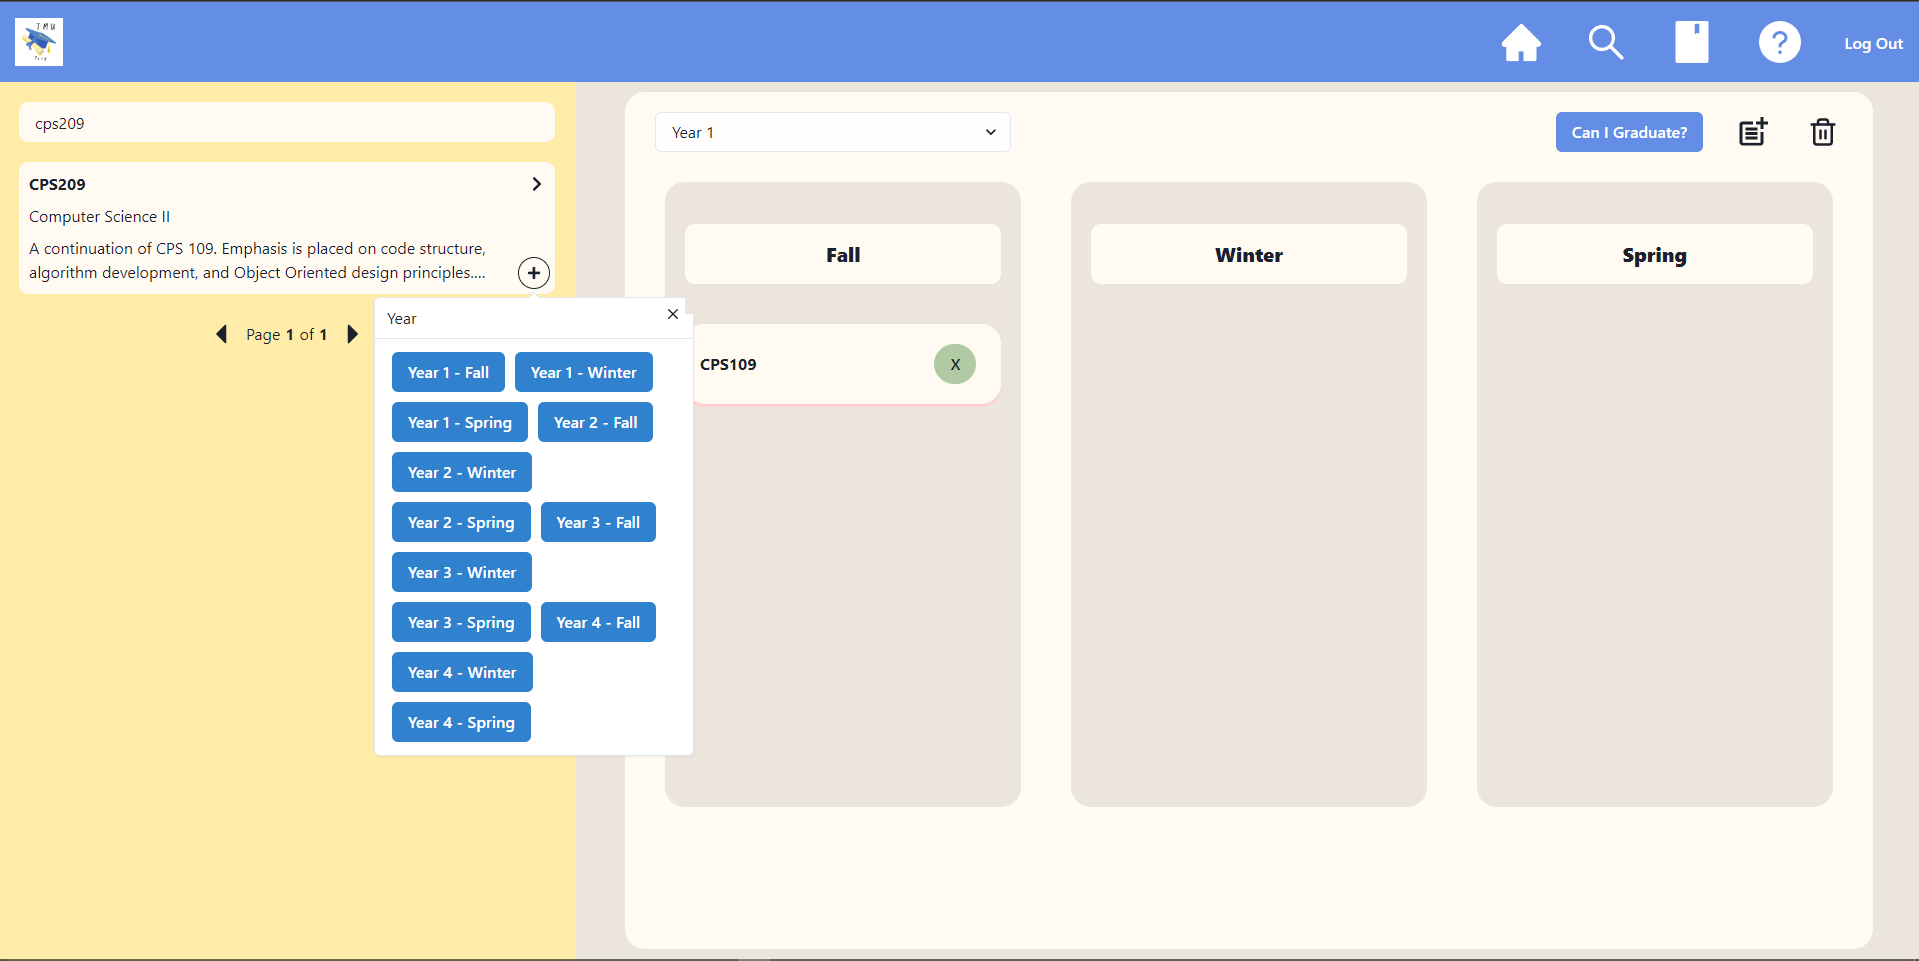 TMU
Prep
?
Log Out
cps209
CPS209
Computer Science II
A continuation of CPS 109. Emphasis is placed on code structure,
algorithm development, and Object Oriented design principles....
Page 1 of 1
Year
Year 1 - Fall
Year 1 - Winter
Year 1 - Spring
Year 2 - Fall
Year 2 - Winter
Year 2 - Spring
Year 3 - Fall
Year 3 - Winter
Year 3 - Spring
Year 4 - Fall
Year 4 - Winter
Year 4 - Spring
Year 1
Can I Graduate?
Fall
Winter
Spring
CPS109
X